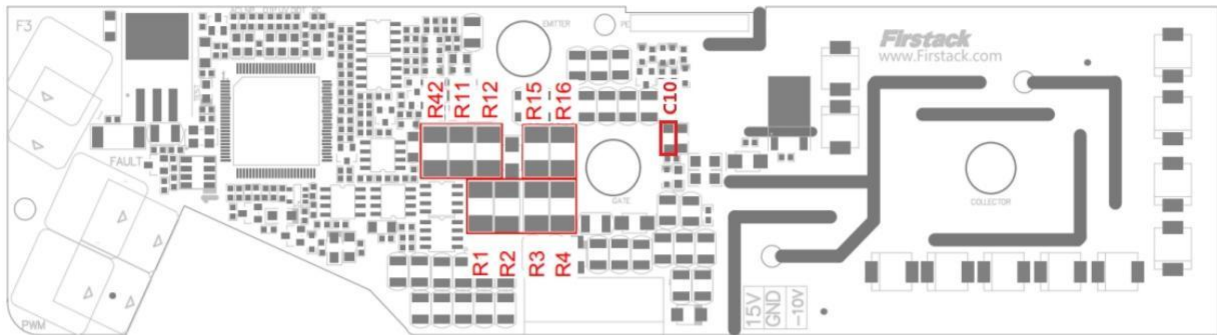 F3
EMITTER
Firstack
www.Firstack.com
R42
R11
R12
R15
R16
C10
FAULT
GATE
COLLECTOR
R1
R2
R3
R4
15V
GND
-10V
PWM